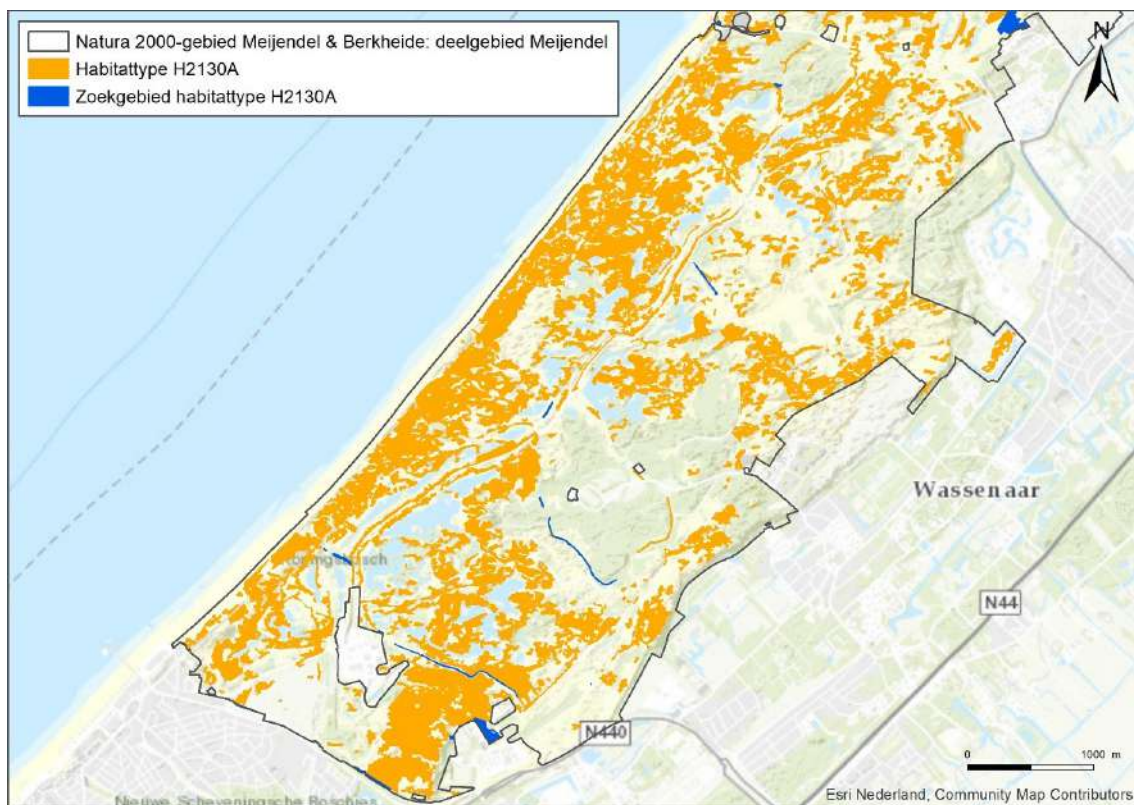 Natura 2000-gebied Meijendel & Berkheide: deelgebied Meijendel
Habitattype H2130A
Zoekgebied habitattype H2130A
N
Wassenaar
N44
N440
0 1000 m
Nieuwe Scheveningsche Boschjes
Esri Nederland, Community Map Contributors